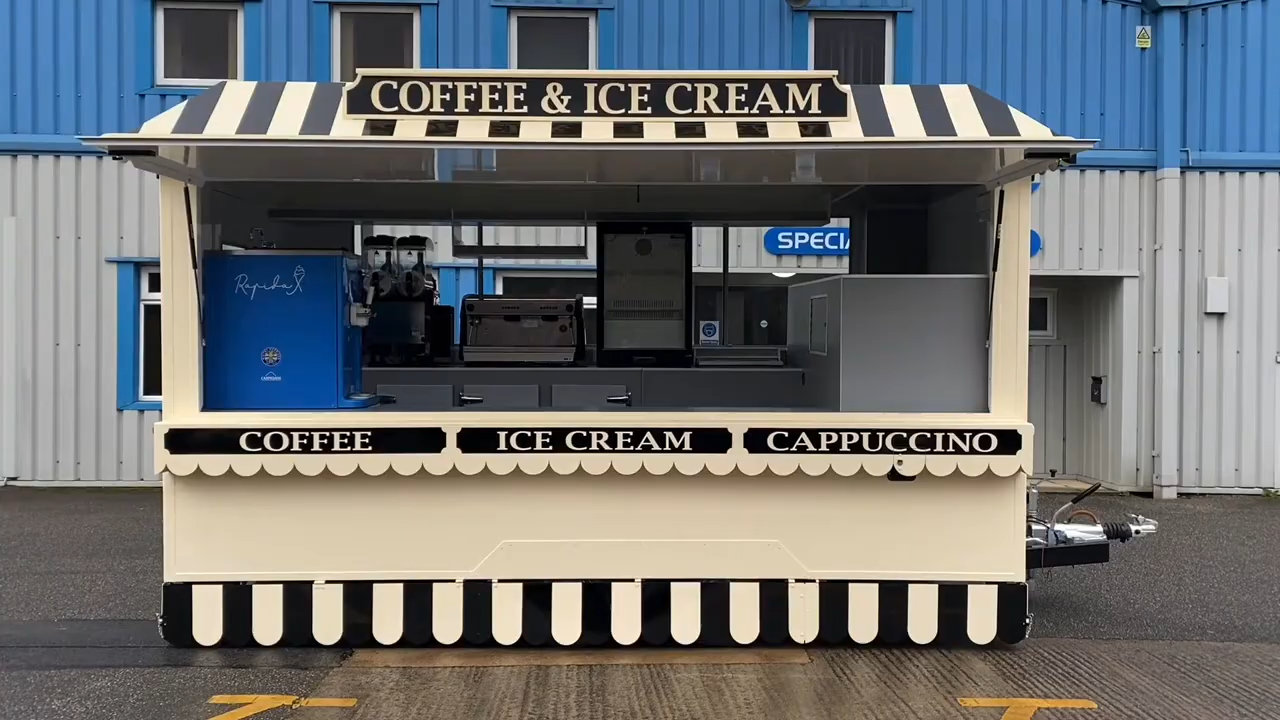 COFFEE & ICE CREAM
SPECIA
Rapida
COFFEE
ICE CREAM
CAPPUCCINO